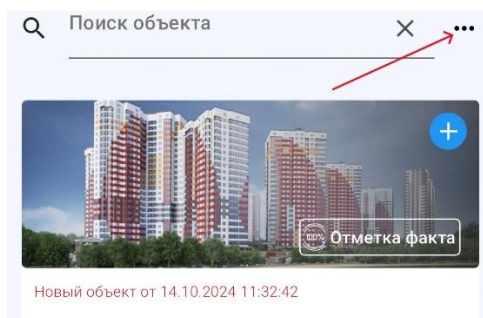 Поиск объекта
Отметка факта
Новый объект от 14.10.2024 11:32:42